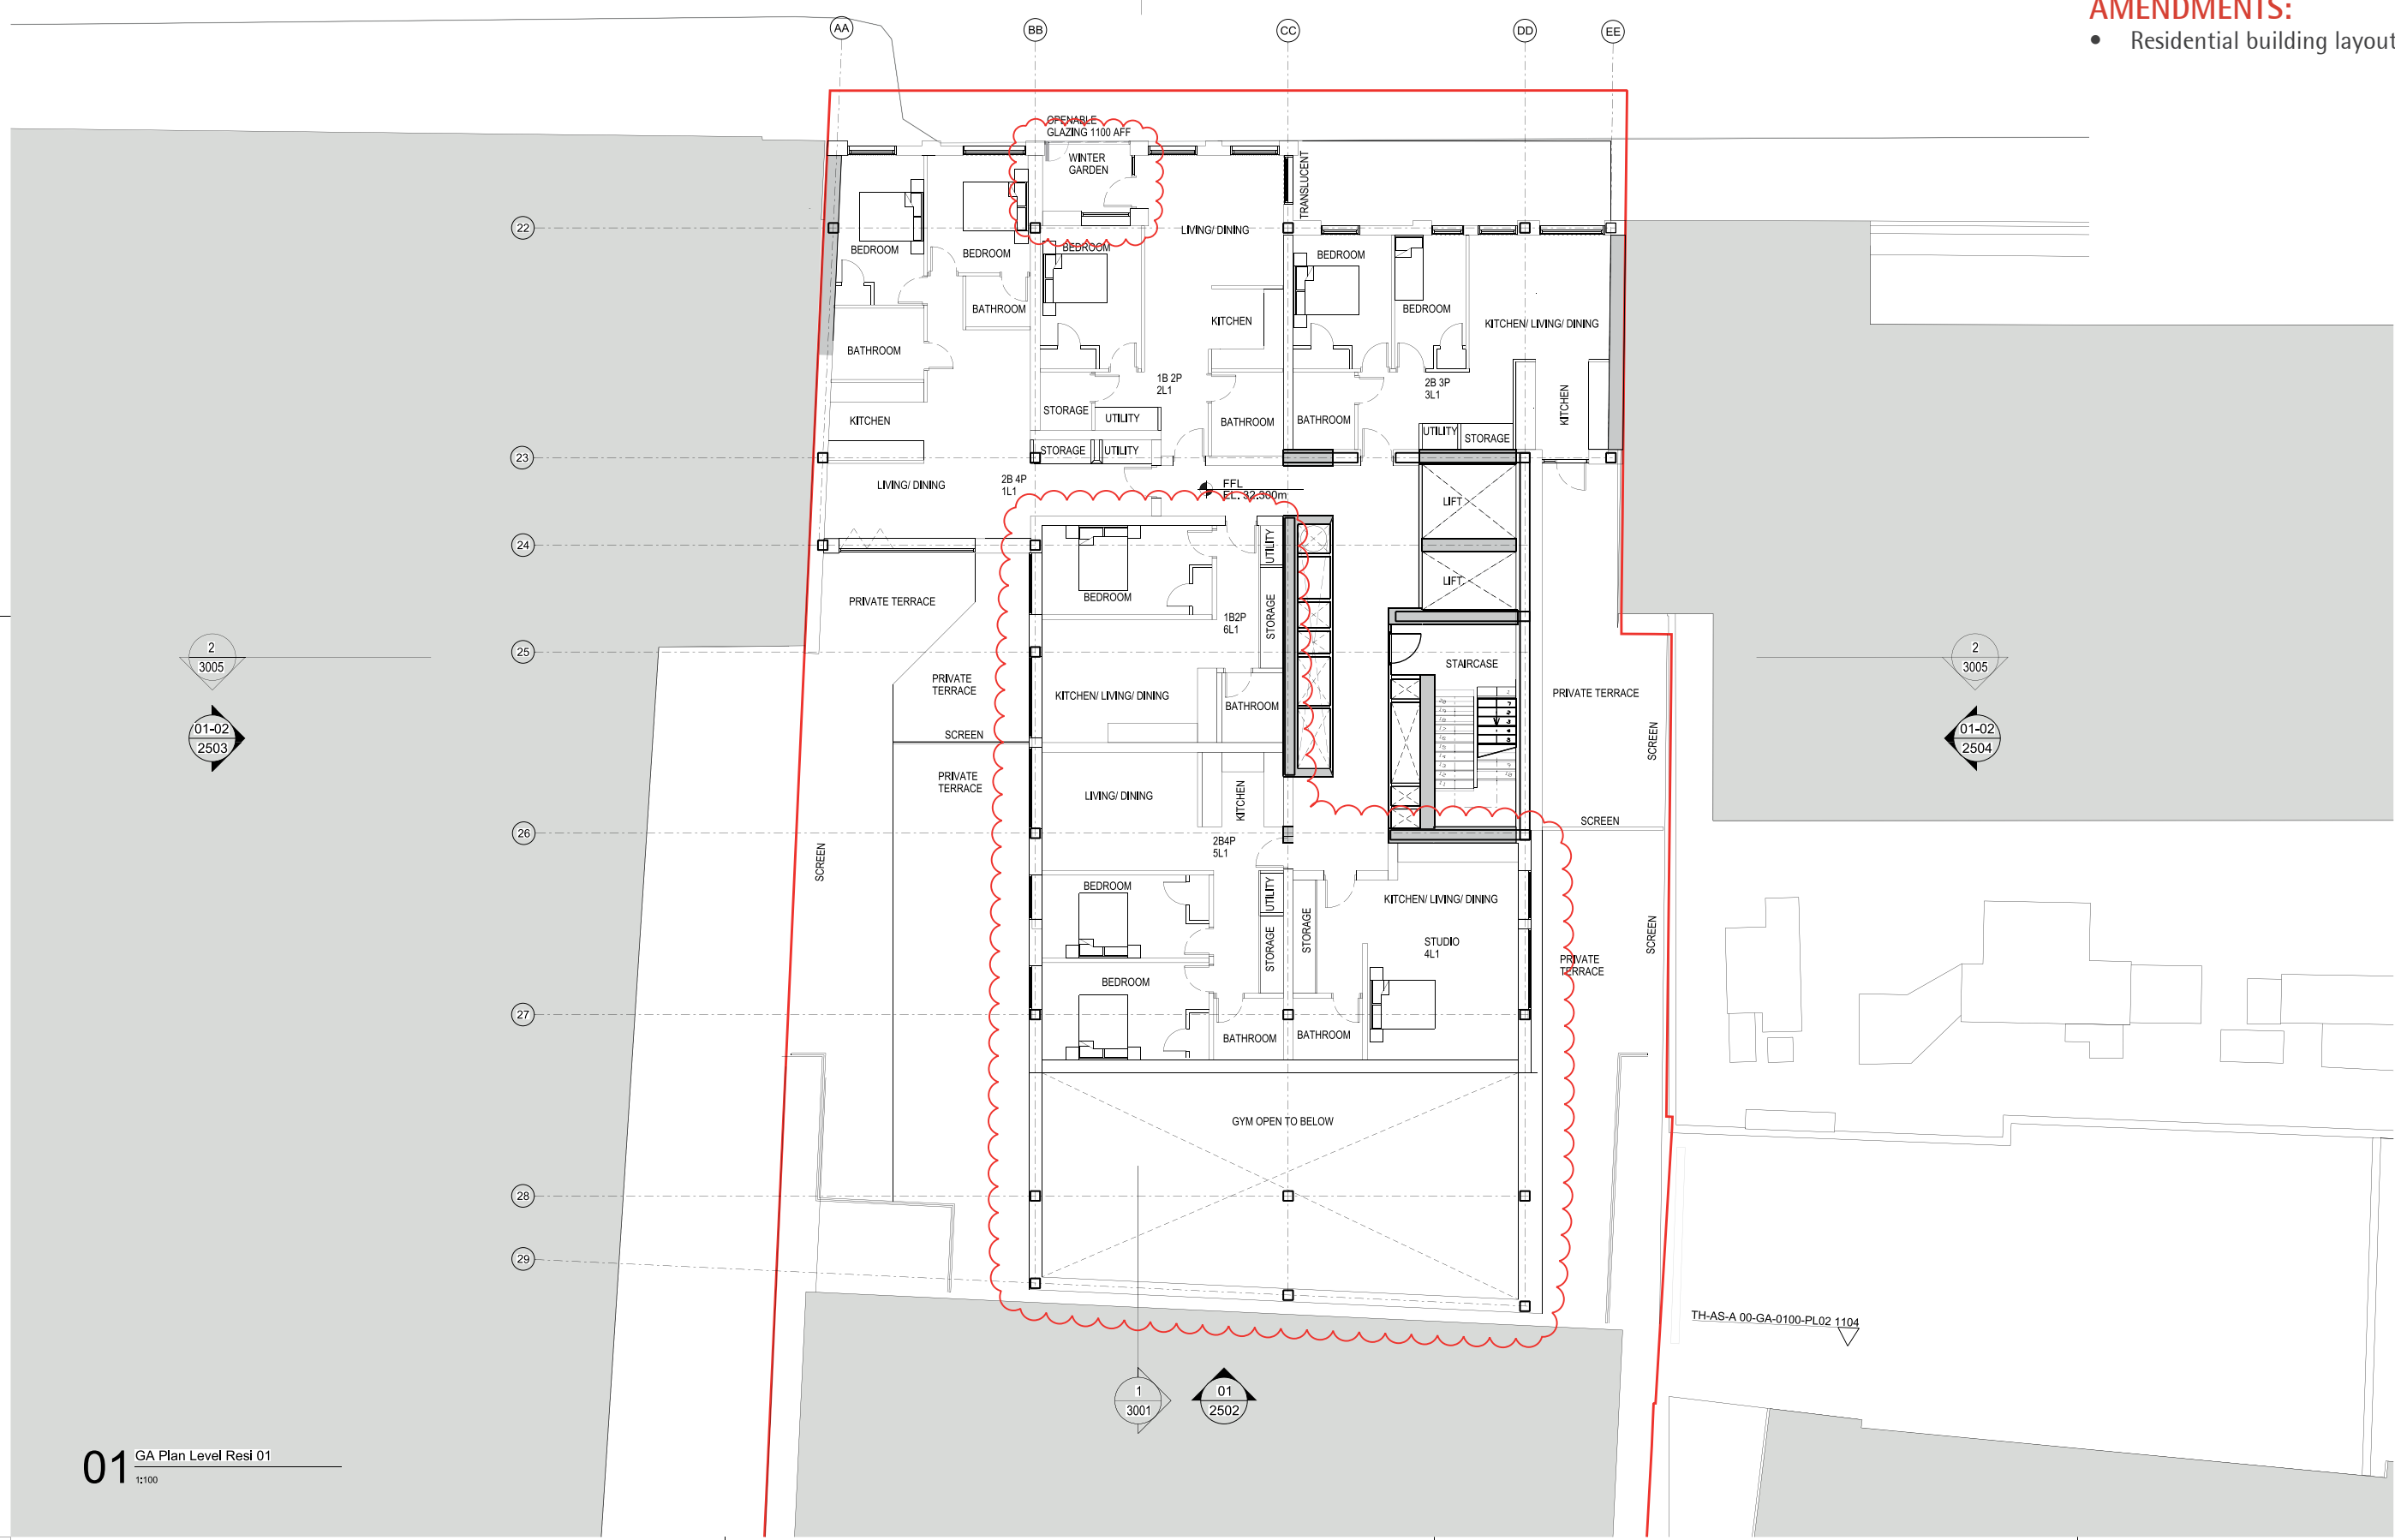 AMENDMENTS:
• Residential building layout
AA
BB
CC
DD
EE
OPENABLE
GLAZING 1100 AFF
WINTER
GARDEN
TRANSLUCENT
22
LIVING/ DINING
BEDROOM
BEDROOM
BEDROOM
BEDROOM
BATHROOM
BEDROOM
KITCHEN
KITCHEN/ LIVING/ DINING
BATHROOM
1B 2P
2L1
2B 3P
3L1
KITCHEN
STORAGE
UTILITY
KITCHEN
BATHROOM
BATHROOM
UTILITY
STORAGE
23
STORAGE
UTILITY
LIVING/ DINING
2B 4P
1L1
FFL
EL. 32.300m
LIFT
24
UTILITY
LIFT
PRIVATE TERRACE
BEDROOM
1B2P
6L1
STORAGE
2
3005
25
STAIRCASE
2
3005
PRIVATE
TERRACE
KITCHEN/ LIVING/ DINING
BATHROOM
PRIVATE TERRACE
01-02
2503
SCREEN
SCREEN
01-02
2504
PRIVATE
TERRACE
LIVING/ DINING
KITCHEN
26
SCREEN
SCREEN
2B4P
5L1
BEDROOM
UTILITY
KITCHEN/ LIVING/ DINING
STORAGE
STORAGE
STUDIO
4L1
SCREEN
PRIVATE
TERRACE
BEDROOM
27
BATHROOM
BATHROOM
GYM OPEN TO BELOW
28
29
TH-AS-A 00-GA-0100-PL02 1104
1
3001
01
2502
01
GA Plan Level Resi 01
1:100